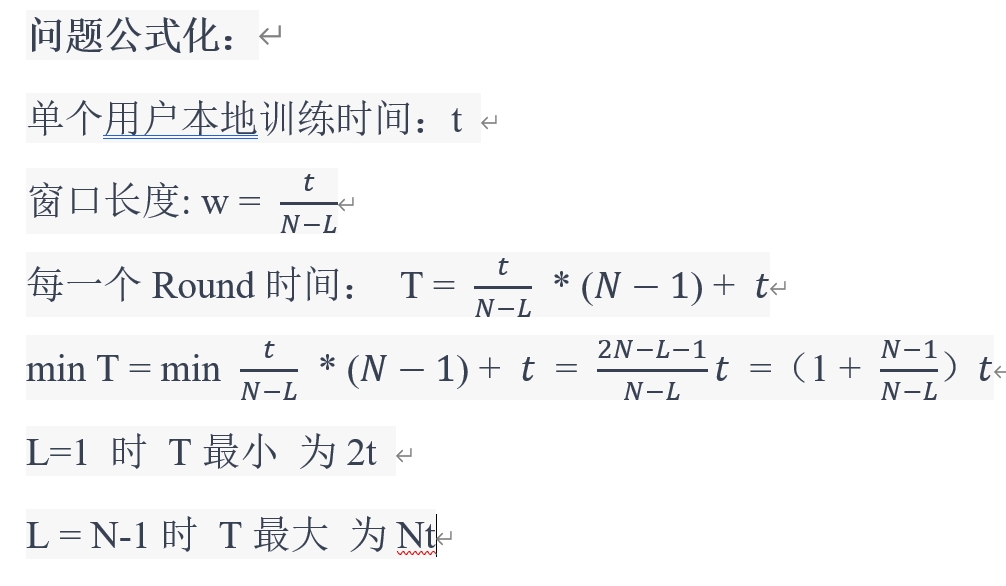 问题公式化：
单个用户本地训练时间：t
窗口长度: w = \frac{t}{N-L}
每一个 Round 时间： T = \frac{t}{N-L} * (N − 1) + t
min T = min \frac{t}{N-L} * (N − 1) + t = \frac{2N-L-1}{N-L} t = （1 + \frac{N-1}{N-L}）t
L=1 时 T 最小 为 2t
L = N-1 时 T 最大 为 Nt